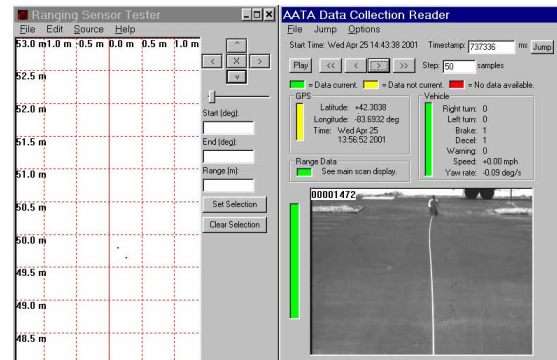 Ranging Sensor Tester
File Edit Source Help
53.0 m -1.0 m -0.5 m 0.0 m 0.5 m 1.0 m
52.5 m
52.0 m
51.5 m
51.0 m
50.5 m
50.0 m
49.5 m
49.0 m
48.5 m
^
< X >
v
Start (deg):
End (deg):
Range (m):
Set Selection
Clear Selection
AATA Data Collection Reader
File Jump Options
Start Time: Wed Apr 25 14:43:38 2001 Timestamp: 737336 ms Jump
Play << < > >> Step: 50 samples
= Data current. = Data not current. = No data available.
GPS
Latitude: +42.3038
Longitude: -83.6932 deg
Time: Wed Apr 25
13:56:52 2001
Range Data
See main scan display.
Vehicle
Right turn: 0
Left turn: 0
Brake: 1
Decel: 1
Warning: 0
Speed: +0.00 mph
Yaw rate: -0.09 deg/s
00001472